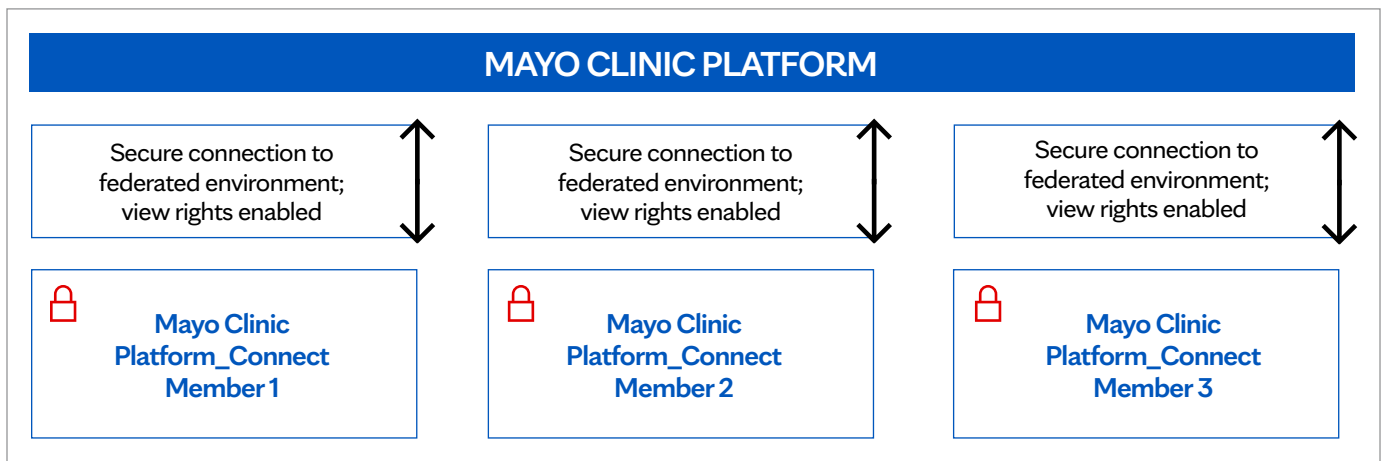 MAYO CLINIC PLATFORM
Secure connection to
federated environment;
view rights enabled
Secure connection to
federated environment;
view rights enabled
Secure connection to
federated environment;
view rights enabled
Mayo Clinic
Platform_Connect
Member 1
Mayo Clinic
Platform_Connect
Member 2
Mayo Clinic
Platform_Connect
Member 3